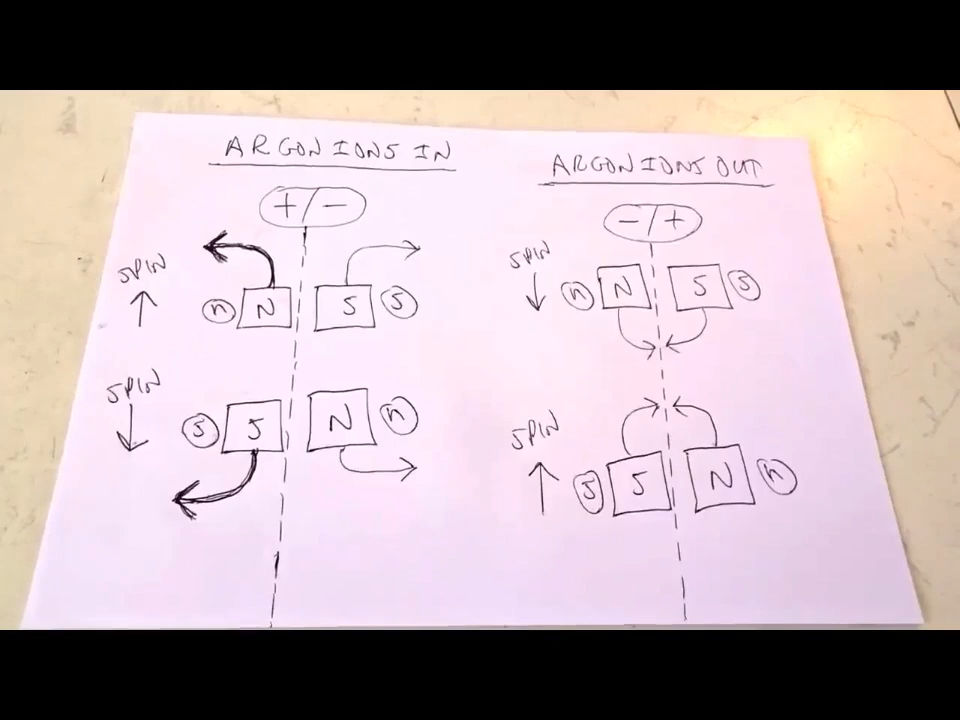 ARGON IONS IN
+/-
SPIN
n N S S
SPIN
S S N n
ARGON IONS OUT
-/+
SPIN
n N S S
SPIN
S S N n